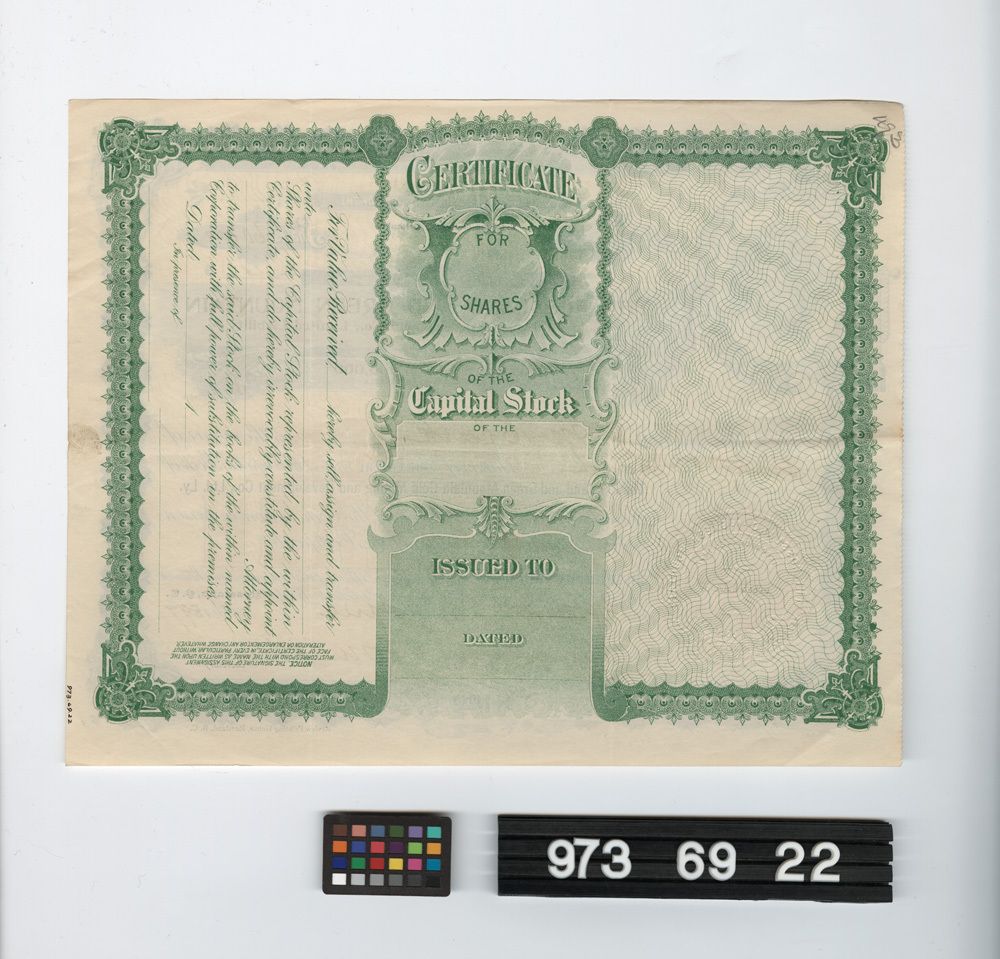 CERTIFICATE
FOR
SHARES
OF THE
Capital Stock
OF THE
ISSUED TO
DATED
For Value Received hereby sell, assign and transfer
unto
Shares of the Capital Stock represented by the within
Certificate, and do hereby irrevocably constitute and appoint
Attorney
to transfer the said Stock on the books of the within named
Corporation with full power of substitution in the premises.
Dated 1
In presence of
NOTICE. THE SIGNATURE OF THIS ASSIGNMENT
MUST CORRESPOND WITH THE NAME AS WRITTEN UPON THE
FACE OF THE CERTIFICATE, IN EVERY PARTICULAR WITHOUT
ALTERATION OR ENLARGEMENT OR ANY CHANGE WHATEVER.
973 69 22
973 69 22